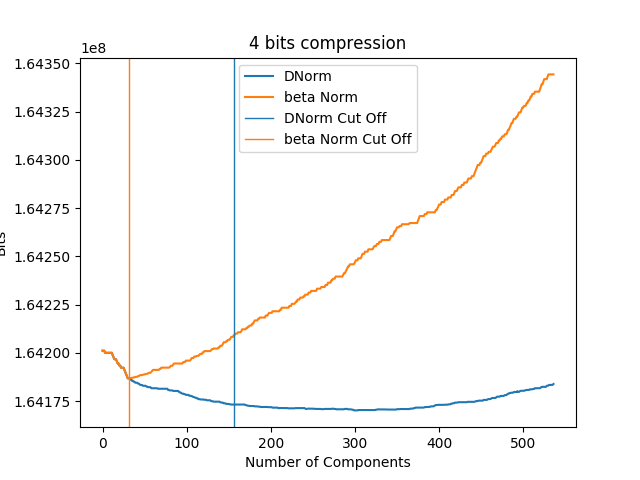 4 bits compression
1e8
DNorm
beta Norm
DNorm Cut Off
beta Norm Cut Off
1.64350
1.64325
1.64300
1.64275
1.64250
1.64225
1.64200
1.64175
Bits
0 100 200 300 400 500
Number of Components